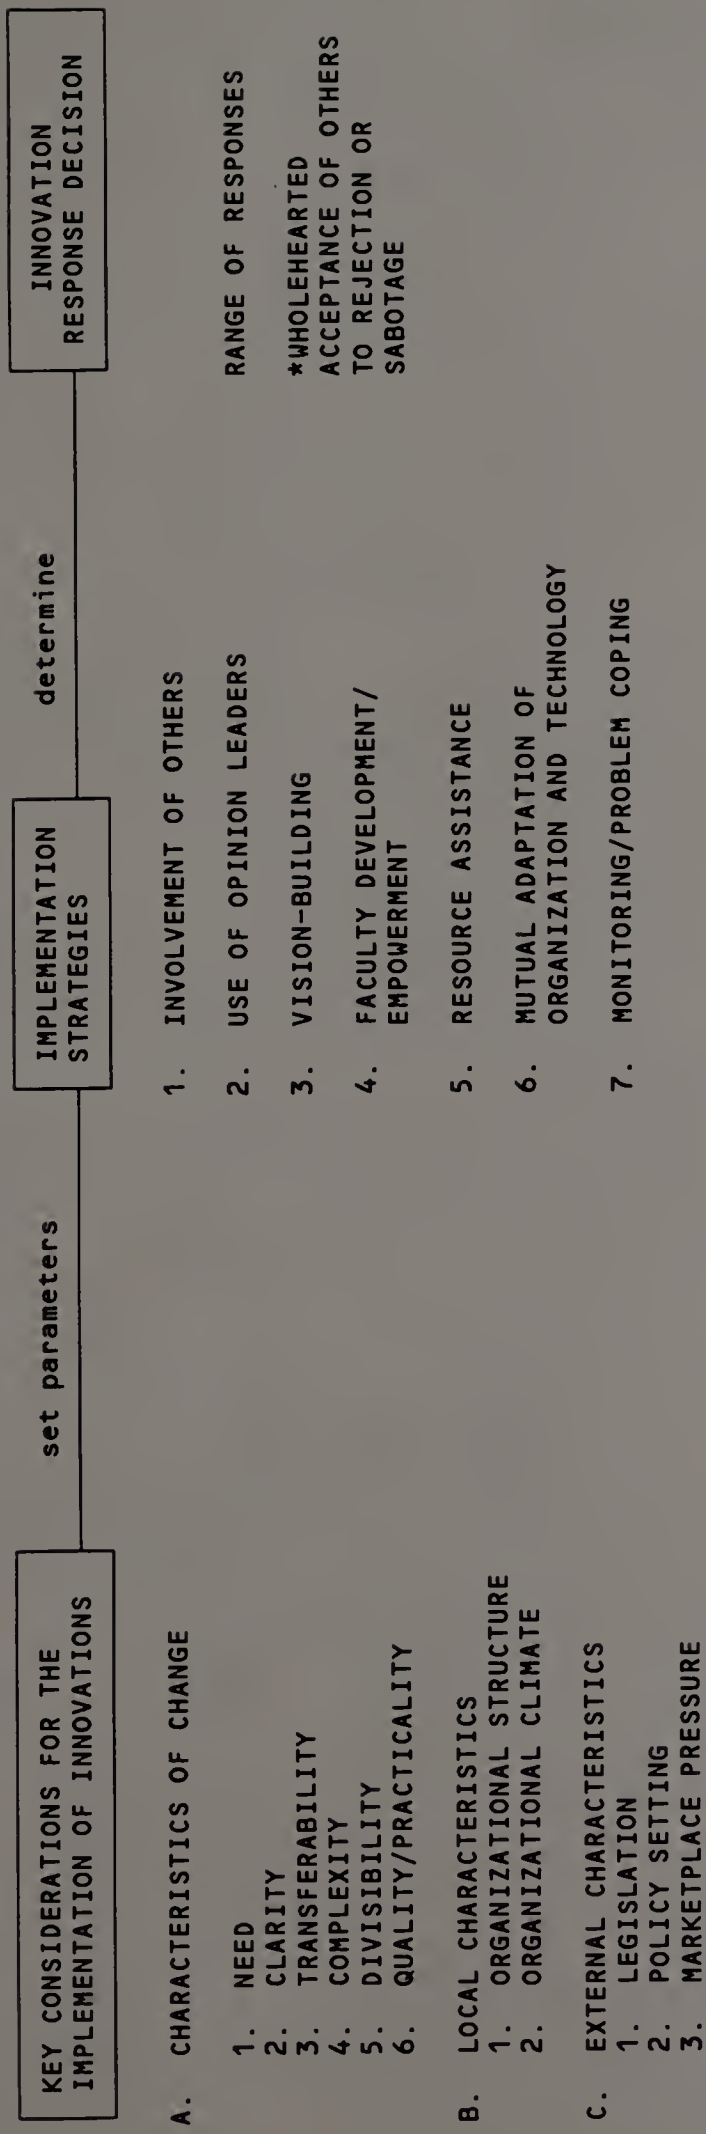 KEY CONSIDERATIONS FOR THE
IMPLEMENTATION OF INNOVATIONS
set parameters
IMPLEMENTATION
STRATEGIES
determine
INNOVATION
RESPONSE DECISION
A. CHARACTERISTICS OF CHANGE
1. NEED
2. CLARITY
3. TRANSFERABILITY
4. COMPLEXITY
5. DIVISIBILITY
6. QUALITY/PRACTICALITY
B. LOCAL CHARACTERISTICS
1. ORGANIZATIONAL STRUCTURE
2. ORGANIZATIONAL CLIMATE
C. EXTERNAL CHARACTERISTICS
1. LEGISLATION
2. POLICY SETTING
3. MARKETPLACE PRESSURE
1. INVOLVEMENT OF OTHERS
2. USE OF OPINION LEADERS
3. VISION-BUILDING
4. FACULTY DEVELOPMENT/
EMPOWERMENT
5. RESOURCE ASSISTANCE
6. MUTUAL ADAPTATION OF
ORGANIZATION AND TECHNOLOGY
7. MONITORING/PROBLEM COPING
RANGE OF RESPONSES
*WHOLEHEARTED
ACCEPTANCE OF OTHERS
TO REJECTION OR
SABOTAGE